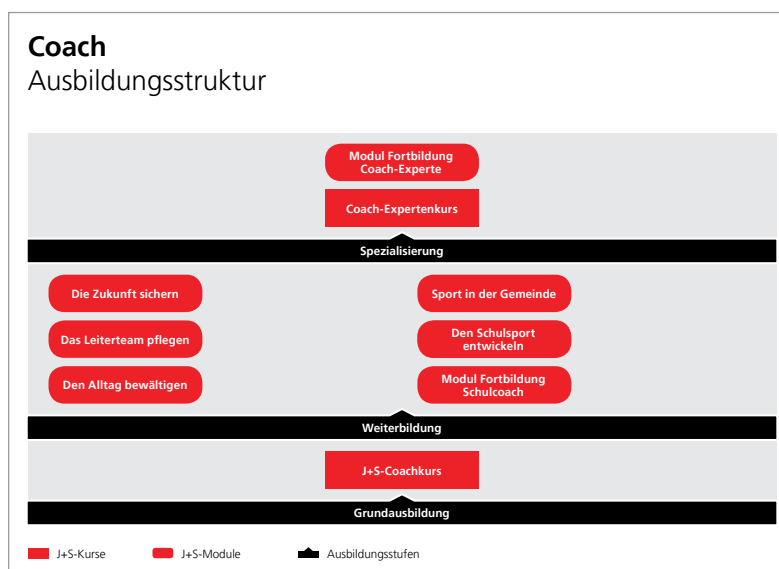 Coach
Ausbildungsstruktur
Modul Fortbildung
Coach-Experte
Coach-Expertenkurs
Spezialisierung
Die Zukunft sichern
Sport in der Gemeinde
Das Leiterteam pflegen
Den Schulsport
entwickeln
Den Alltag bewältigen
Modul Fortbildung
Schulcoach
Weiterbildung
J+S-Coachkurs
Grundausbildung
J+S-Kurse
J+S-Module
Ausbildungsstufen